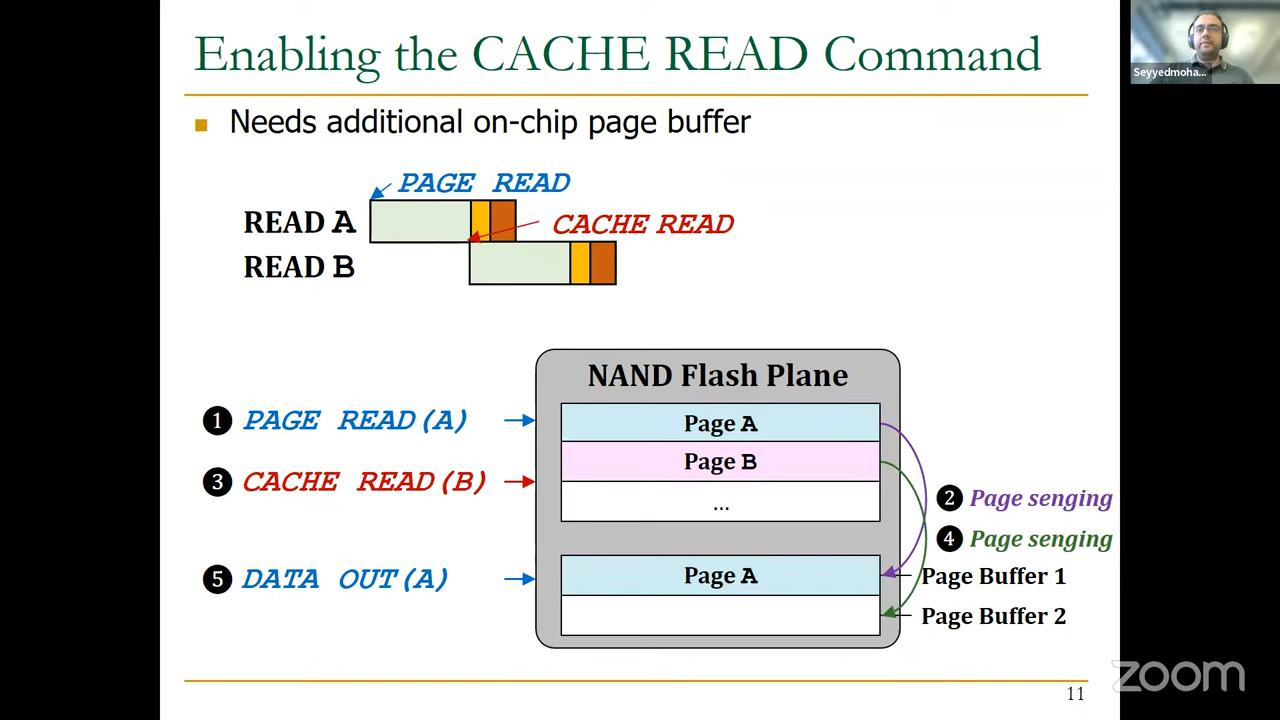 Enabling the CACHE READ Command
Seyyedmoha...
Needs additional on-chip page buffer
PAGE READ
READ A
CACHE READ
READ B
NAND Flash Plane
1 PAGE READ(A)
Page A
3 CACHE READ(B)
Page B
...
2 Page senging
4 Page senging
5 DATA OUT(A)
Page A
Page Buffer 1
Page Buffer 2
11
zoom